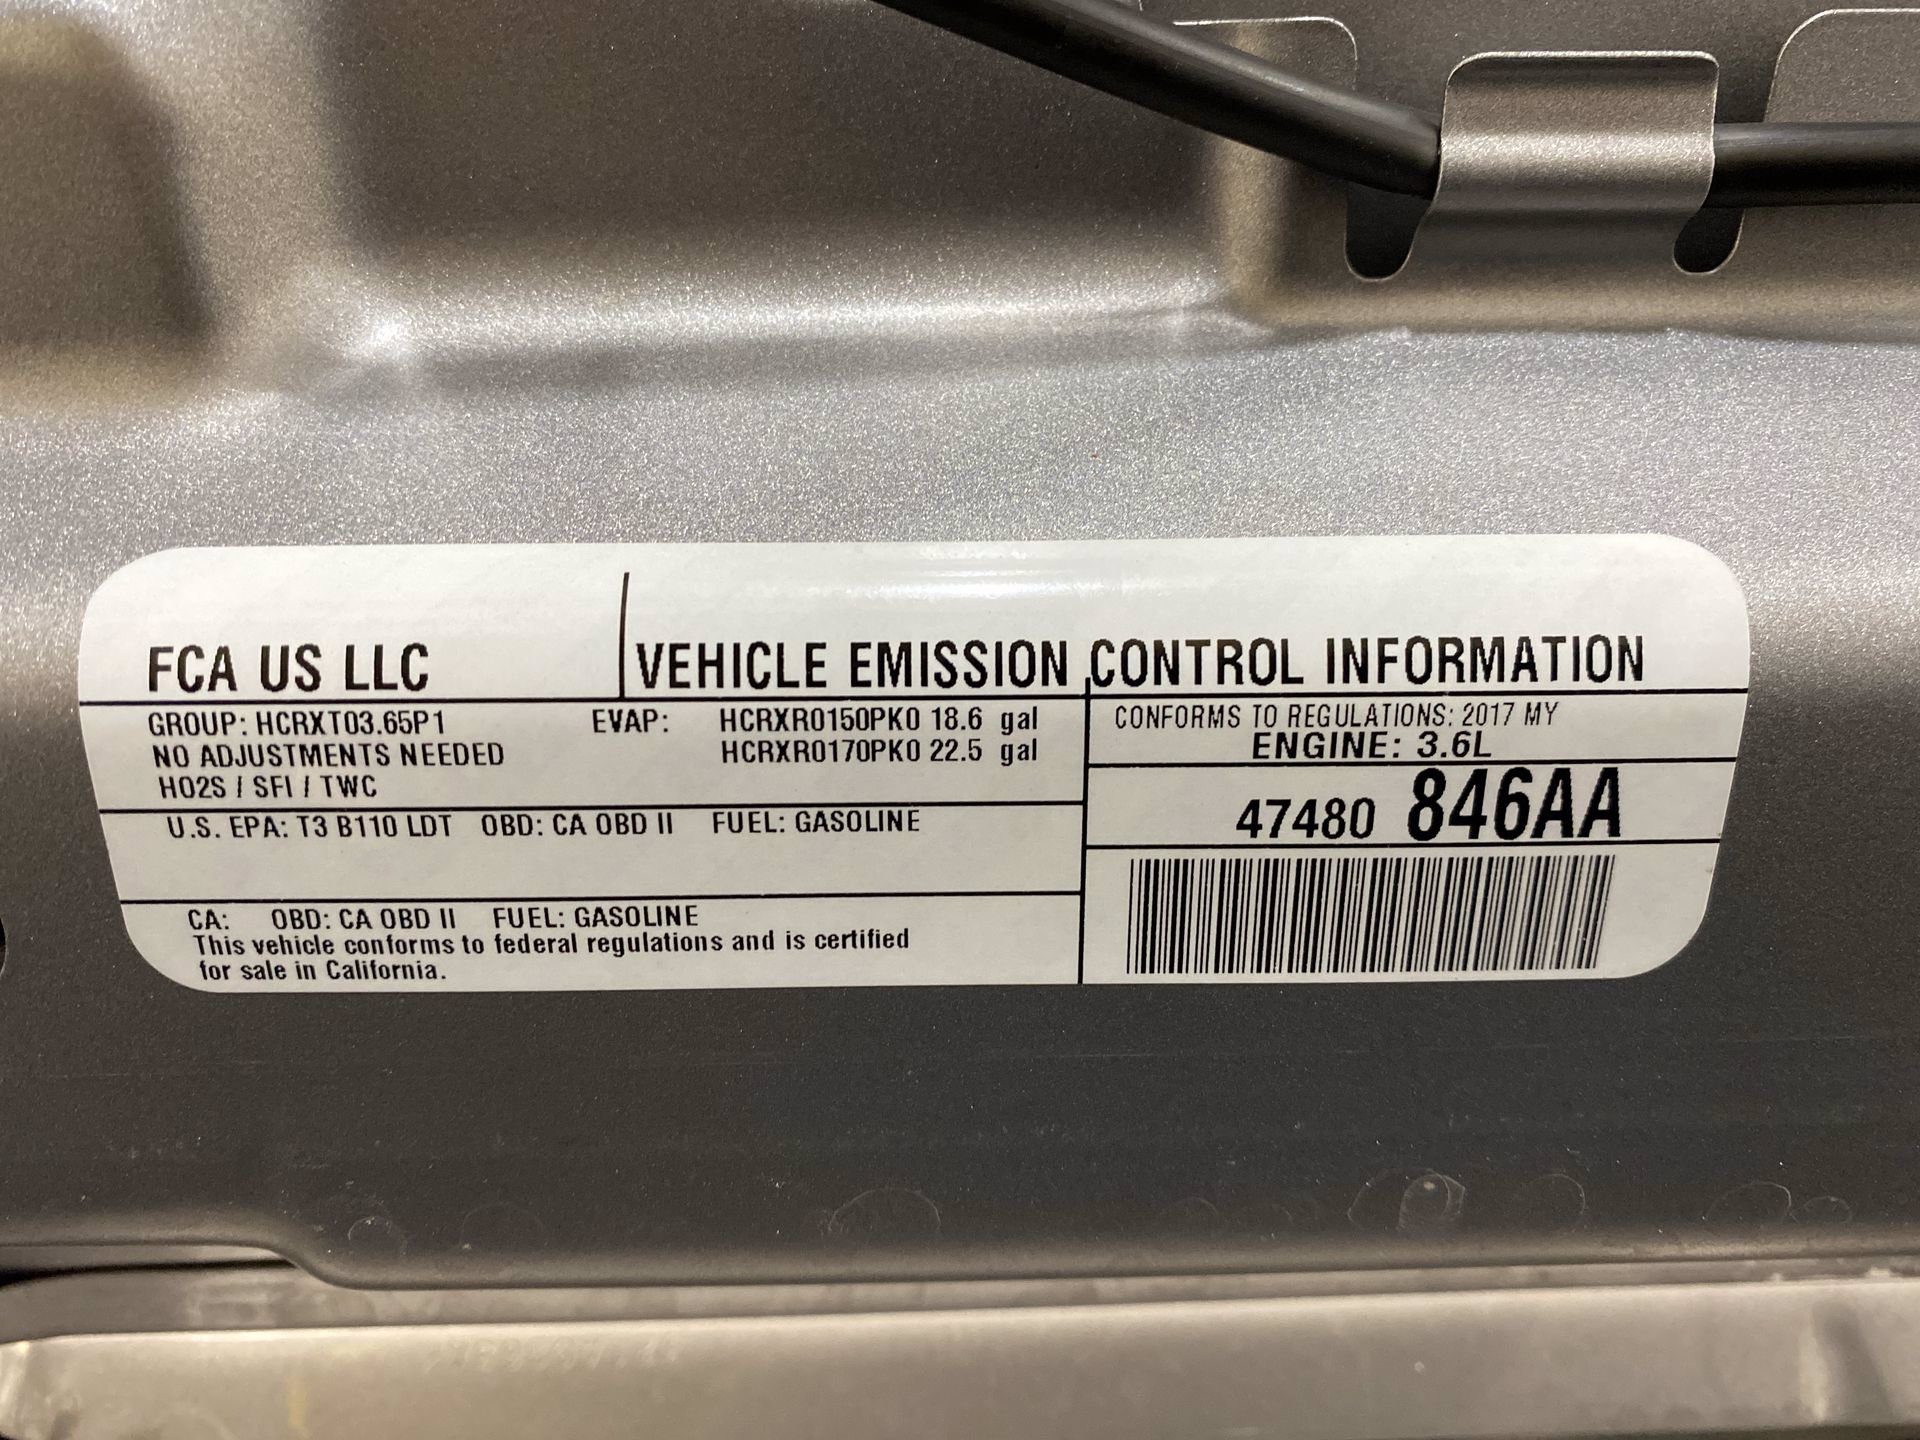 FCA US LLC
VEHICLE EMISSION CONTROL INFORMATION
GROUP: HCRXT03.65P1
NO ADJUSTMENTS NEEDED
HO2S / SFI / TWC
EVAP: HCRXR0150PK0 18.6 gal
HCRXR0170PK0 22.5 gal
CONFORMS TO REGULATIONS: 2017 MY
ENGINE: 3.6L
47480 846AA
U.S. EPA: T3 B110 LDT OBD: CA OBD II FUEL: GASOLINE
CA: OBD: CA OBD II FUEL: GASOLINE
This vehicle conforms to federal regulations and is certified
for sale in California.